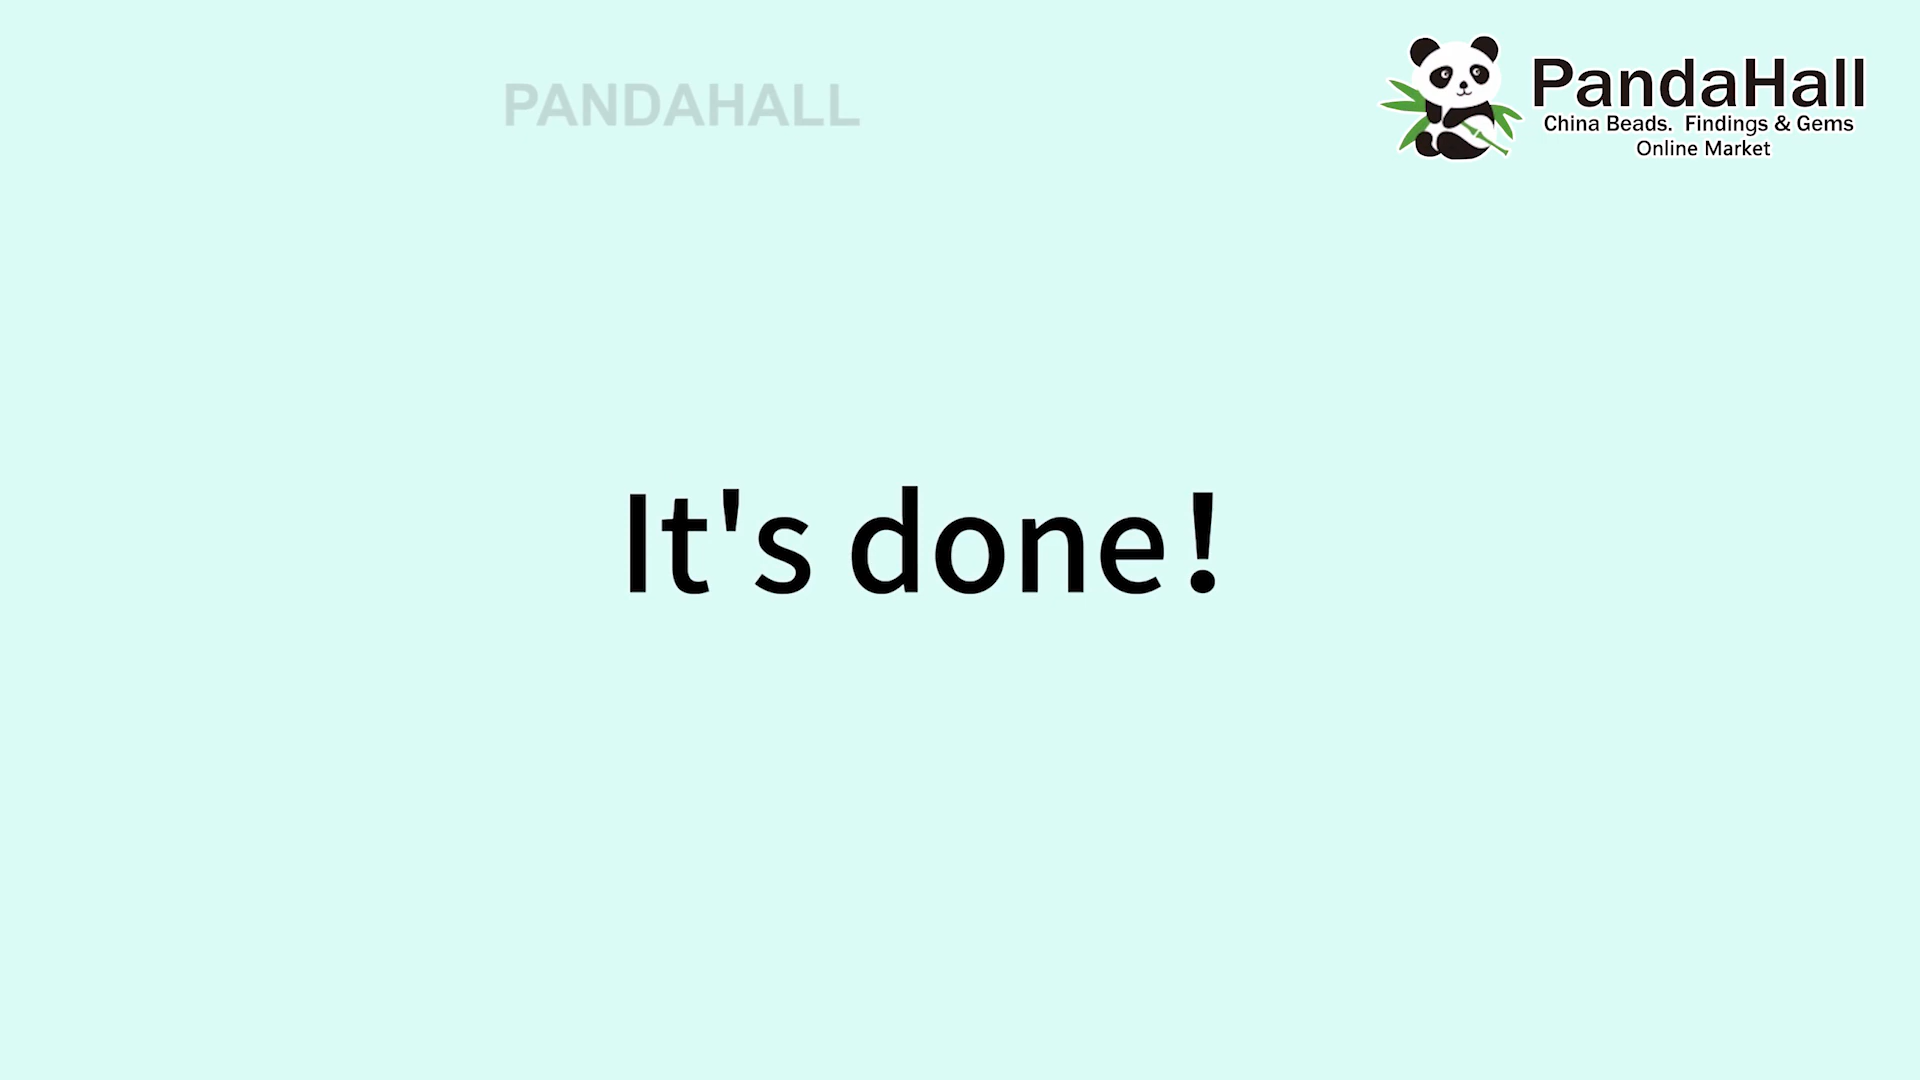 PANDAHALL
PandaHall
China Beads. Findings & Gems
Online Market
It's done!